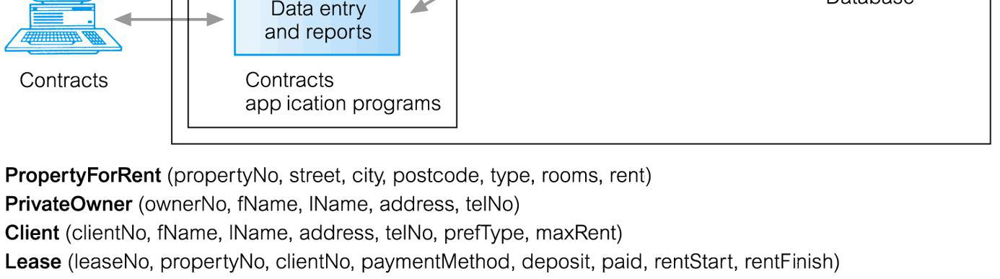 Data entry
and reports
Database
Contracts
Contracts
app ication programs
PropertyForRent (propertyNo, street, city, postcode, type, rooms, rent)
PrivateOwner (ownerNo, fName, lName, address, telNo)
Client (clientNo, fName, lName, address, telNo, prefType, maxRent)
Lease (leaseNo, propertyNo, clientNo, paymentMethod, deposit, paid, rentStart, rentFinish)